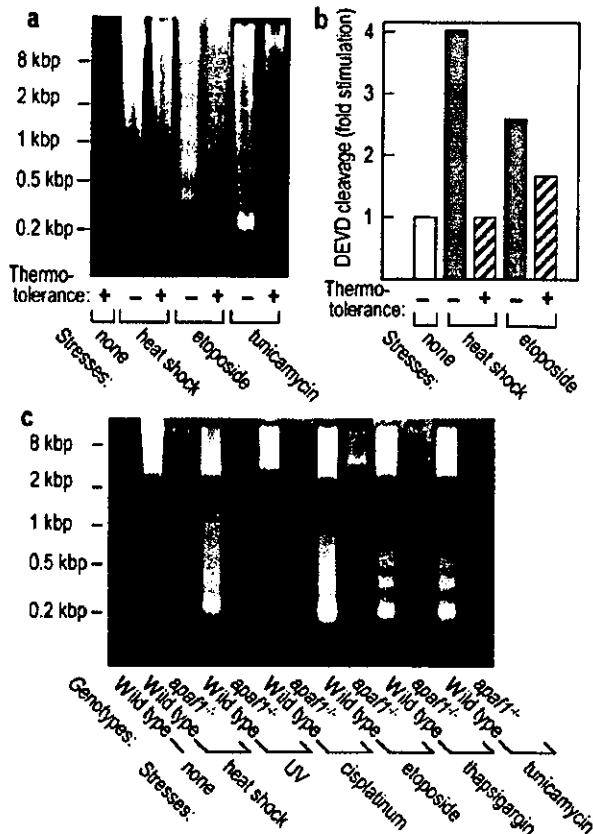 a
8 kbp
2 kbp
1 kbp
0.5 kbp
0.2 kbp
Thermo-
tolerance: + − + − + − +
Stresses: none heat shock etoposide tunicamycin
b
DEVD cleavage (fold stimulation)
4
3
2
1
Thermo-
tolerance: − − + − +
Stresses: none heat shock etoposide
c
8 kbp
2 kbp
1 kbp
0.5 kbp
0.2 kbp
Genotypes: Wild type Wild type apaf1-/- Wild type apaf1-/- Wild type apaf1-/- Wild type apaf1-/- Wild type apaf1-/- Wild type apaf1-/-
Stresses: none heat shock UV cisplatinum etoposide thapsigargin tunicamycin